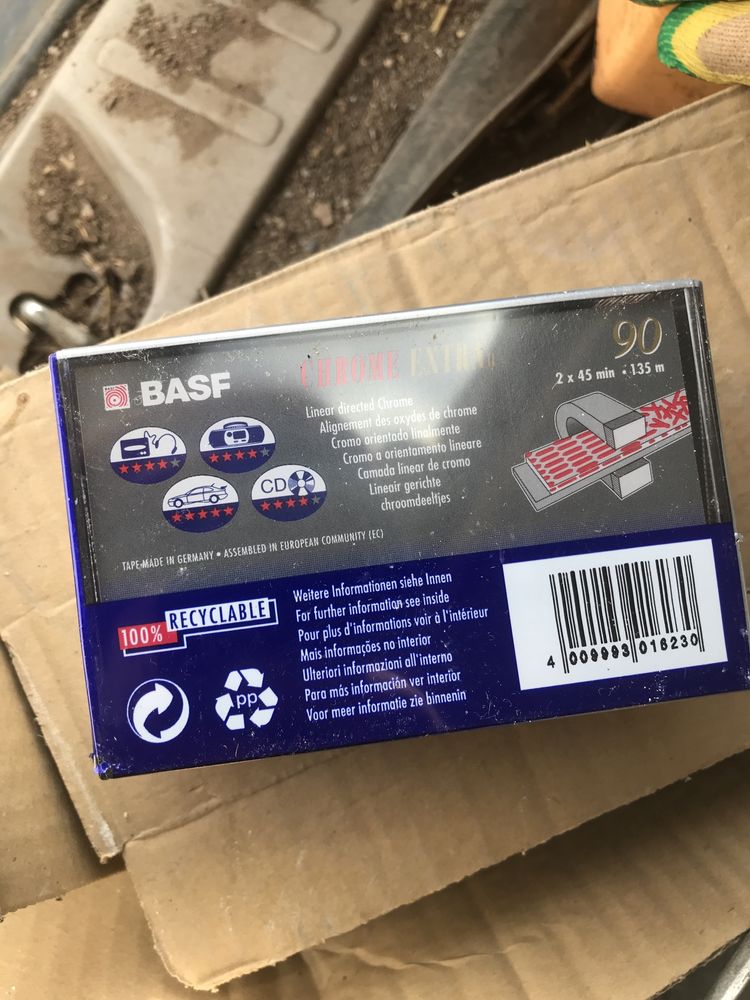 BASF
CHROME EXTRA II
90
2 x 45 min • 135 m
Linear directed Chrome
Alignement des oxydes de chrome
Cromo orientado linalmente
Cromo a orientamento lineare
Camada linear de cromo
Lineair gerichte
chroomdeeltjes
CD
TAPE MADE IN GERMANY • ASSEMBLED IN EUROPEAN COMMUNITY (EC)
100% RECYCLABLE
PP
Weitere Informationen siehe Innen
For further information see inside
Pour plus d'informations voir à l'intérieur
Mais informações no interior
Ulteriori informazioni all'interno
Para más información ver interior
Voor meer informatie zie binnenin
4 009993 016230